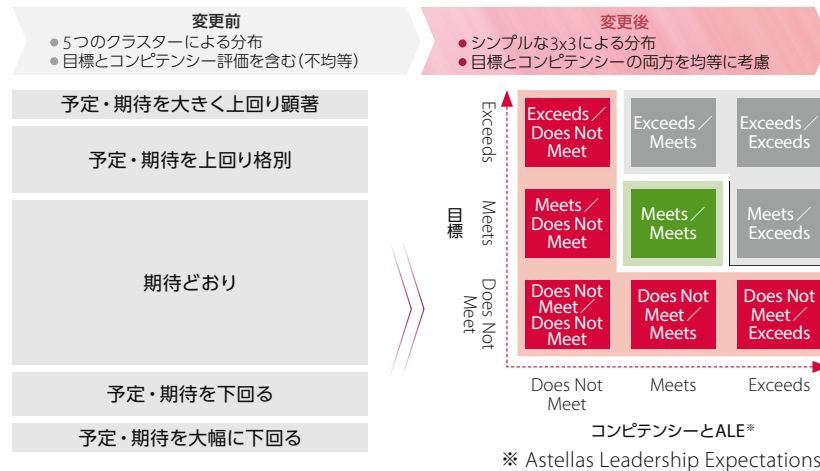 変更前
● 5つのクラスターによる分布
● 目標とコンピテンシー評価を含む(不均等)
変更後
● シンプルな3x3による分布
● 目標とコンピテンシーの両方を均等に考慮
予定・期待を大きく上回り顕著
予定・期待を上回り格別
期待どおり
予定・期待を下回る
予定・期待を大幅に下回る
目標
Exceeds
Exceeds／
Does Not
Meet
Exceeds／
Meets
Exceeds／
Exceeds
Meets
Meets／
Does Not
Meet
Meets／
Meets
Meets／
Exceeds
Does Not
Meet
Does Not
Meet／
Does Not
Meet
Does Not
Meet／
Meets
Does Not
Meet／
Exceeds
Does Not
Meet
Meets
Exceeds
コンピテンシーとALE※
※ Astellas Leadership Expectations